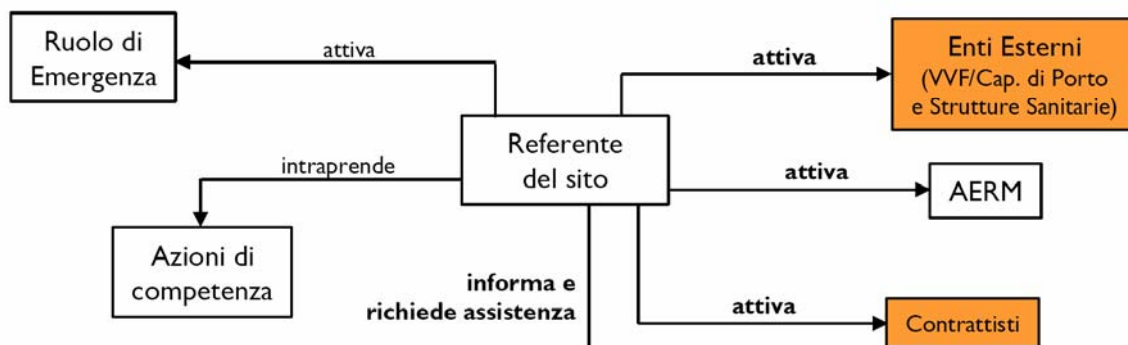 Ruolo di
Emergenza
attiva
attiva
Enti Esterni
(VVF/Cap. di Porto
e Strutture Sanitarie)
Referente
del sito
intraprende
attiva
AERM
Azioni di
competenza
informa e
richiede assistenza
attiva
Contrattisti